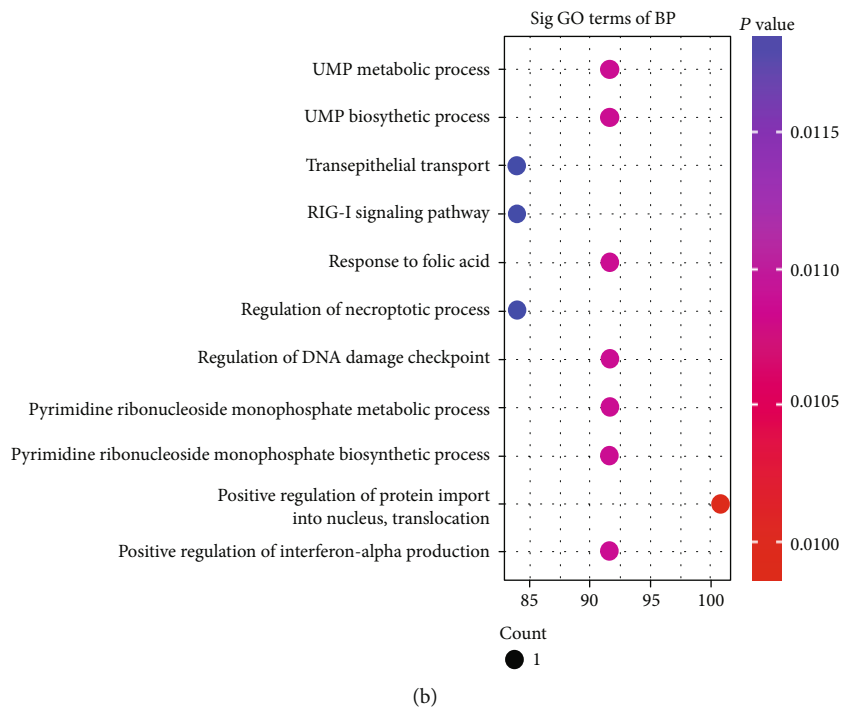 Sig GO terms of BP
P value
UMP metabolic process
UMP biosythetic process
Transepithelial transport
RIG-I signaling pathway
Response to folic acid
Regulation of necroptotic process
Regulation of DNA damage checkpoint
Pyrimidine ribonucleoside monophosphate metabolic process
Pyrimidine ribonucleoside monophosphate biosynthetic process
Positive regulation of protein import
into nucleus, translocation
Positive regulation of interferon-alpha production
0.0115
0.0110
0.0105
0.0100
85 90 95 100
Count
1
(b)